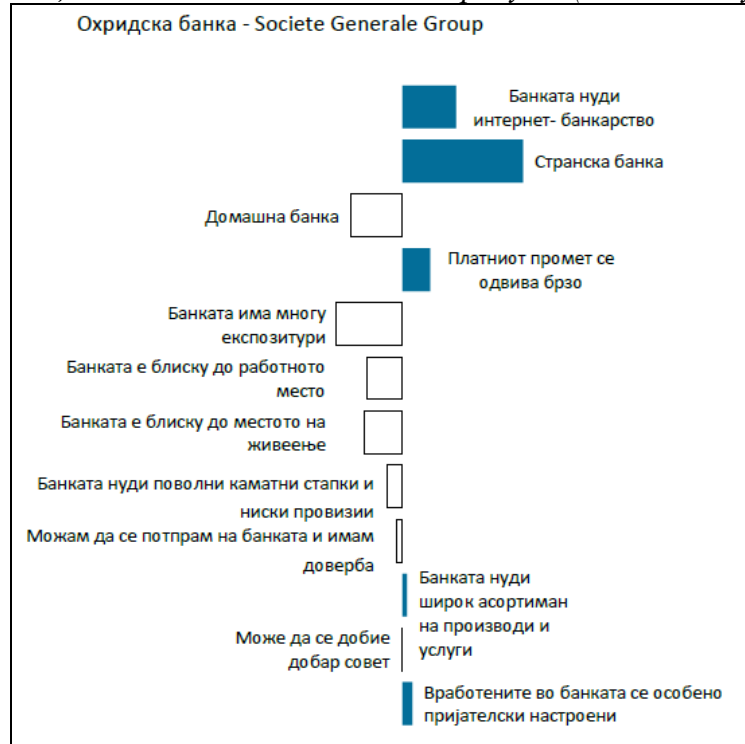 Охридска банка - Societe Generale Group
Банката нуди
интернет- банкарство
Странска банка
Домашна банка
Платниот промет се
одвива брзо
Банката има многу
експозитури
Банката е блиску до работното
место
Банката е блиску до местото на
живеење
Банката нуди поволни каматни стапки и
ниски провизии
Можам да се потпрам на банката и имам
доверба
Банката нуди
широк асортиман
на производи и
услуги
Може да се добие
добар совет
Вработените во банката се особено
пријателски настроени